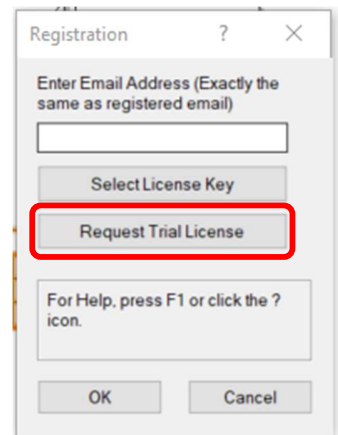 Registration ?
Enter Email Address (Exactly the
same as registered email)
Select License Key
Request Trial License
For Help, press F1 or click the ?
icon.
OK Cancel